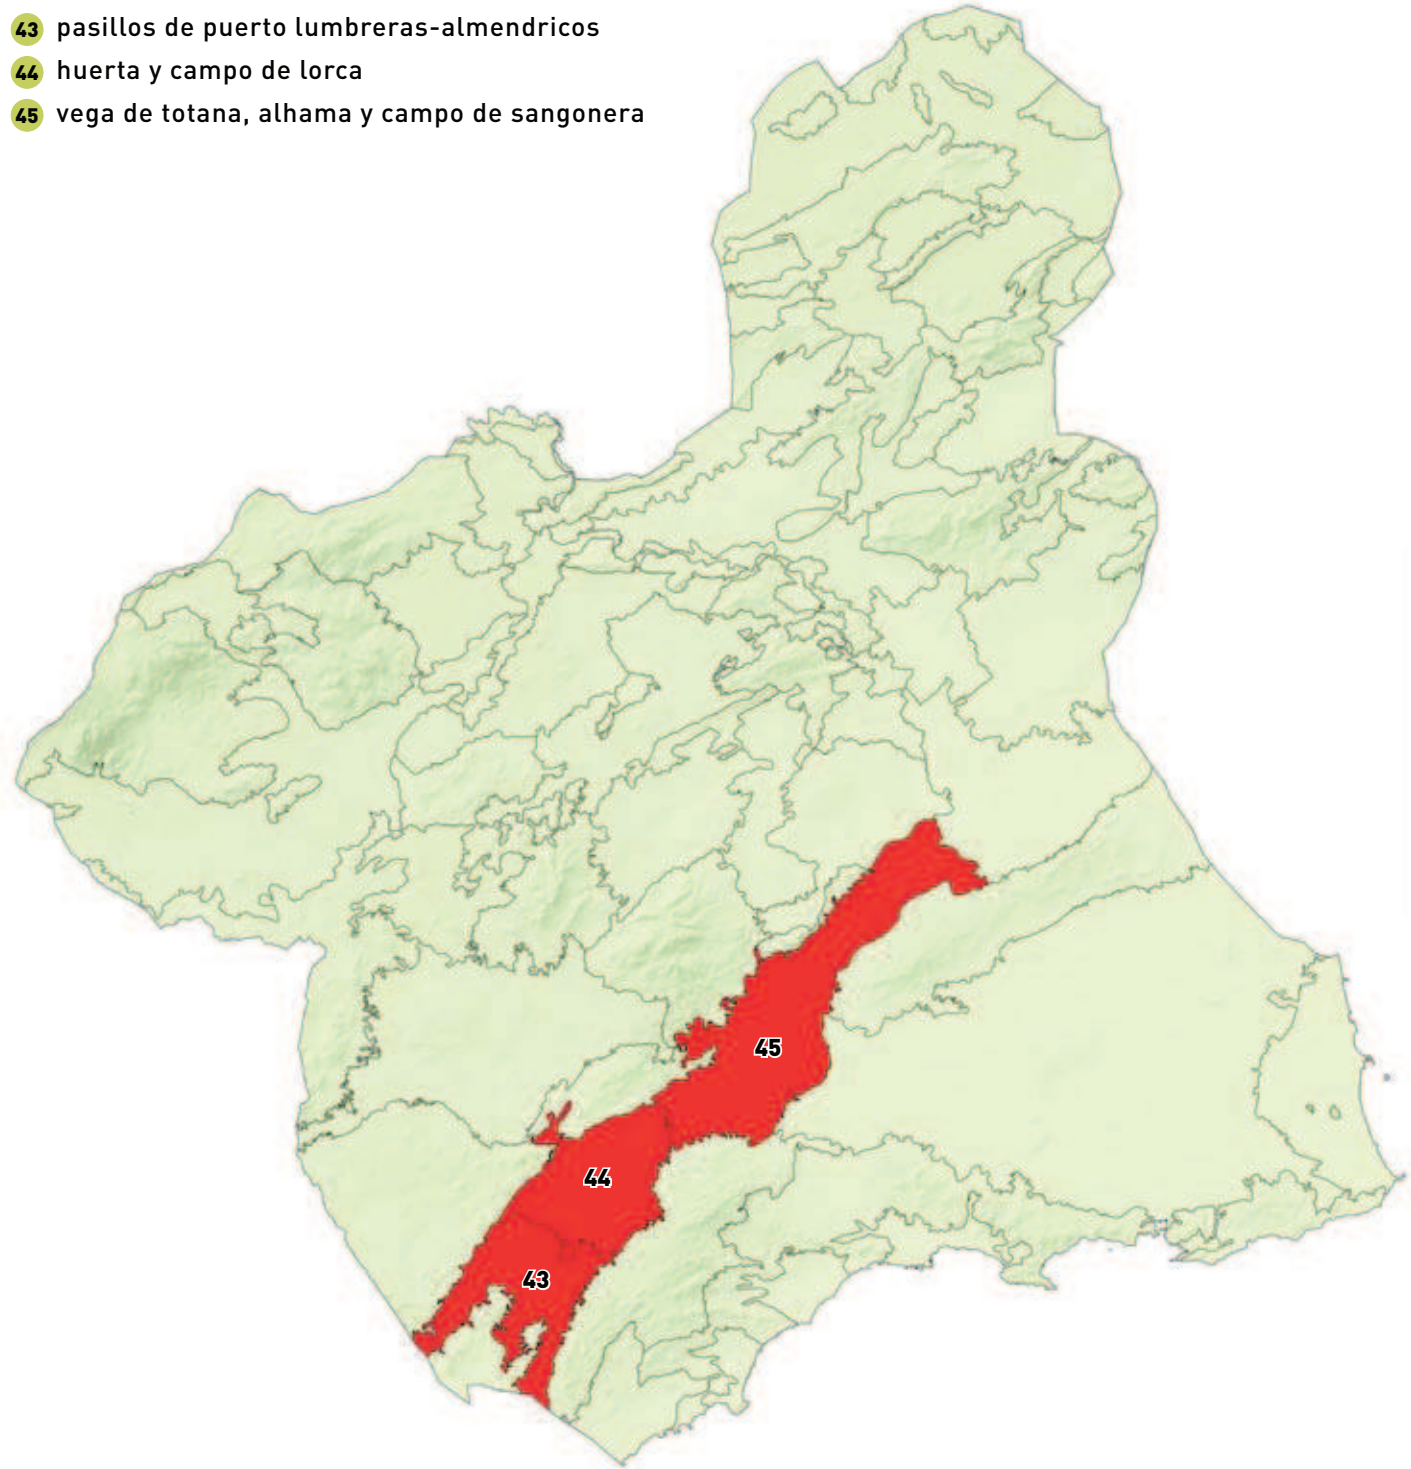 43 pasillos de puerto lumbreras-almendricos
44 huerta y campo de lorca
45 vega de totana, alhama y campo de sangonera
45
44
43